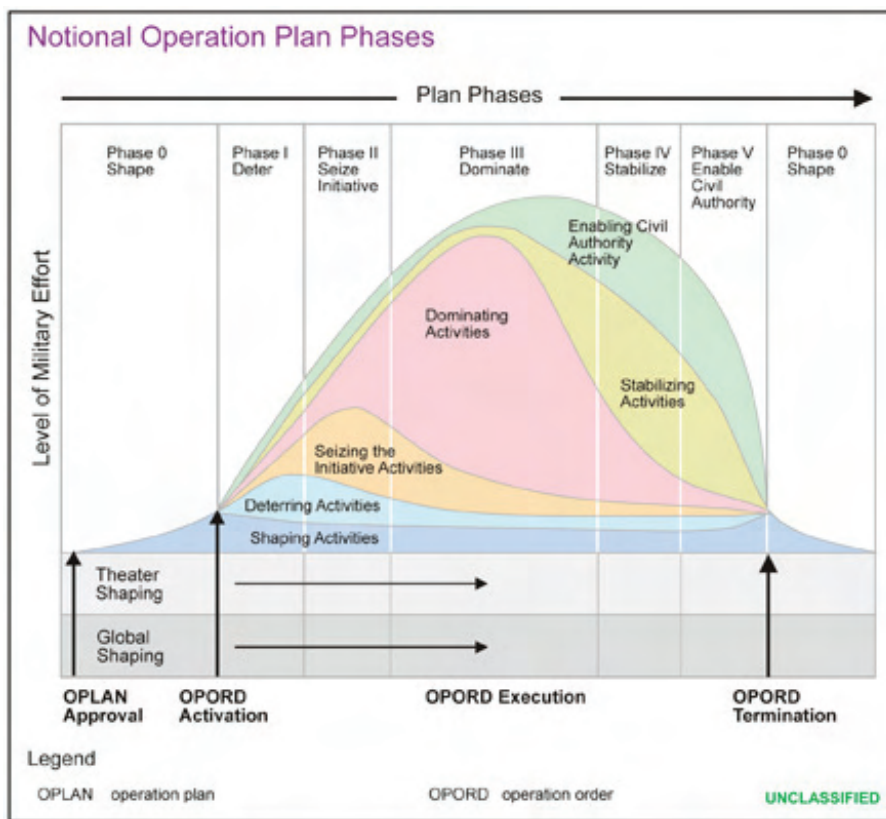 Notional Operation Plan Phases
Plan Phases
Phase 0
Shape
Phase I
Deter
Phase II
Seize
Initiative
Phase III
Dominate
Phase IV
Stabilize
Phase V
Enable
Civil
Authority
Phase 0
Shape
Level of Military Effort
Enabling Civil
Authority
Activity
Dominating
Activities
Stabilizing
Activities
Seizing the
Initiative Activities
Deterring Activities
Shaping Activities
Theater
Shaping
Global
Shaping
OPLAN
Approval
OPORD
Activation
OPORD Execution
OPORD
Termination
Legend
OPLAN operation plan
OPORD operation order
UNCLASSIFIED